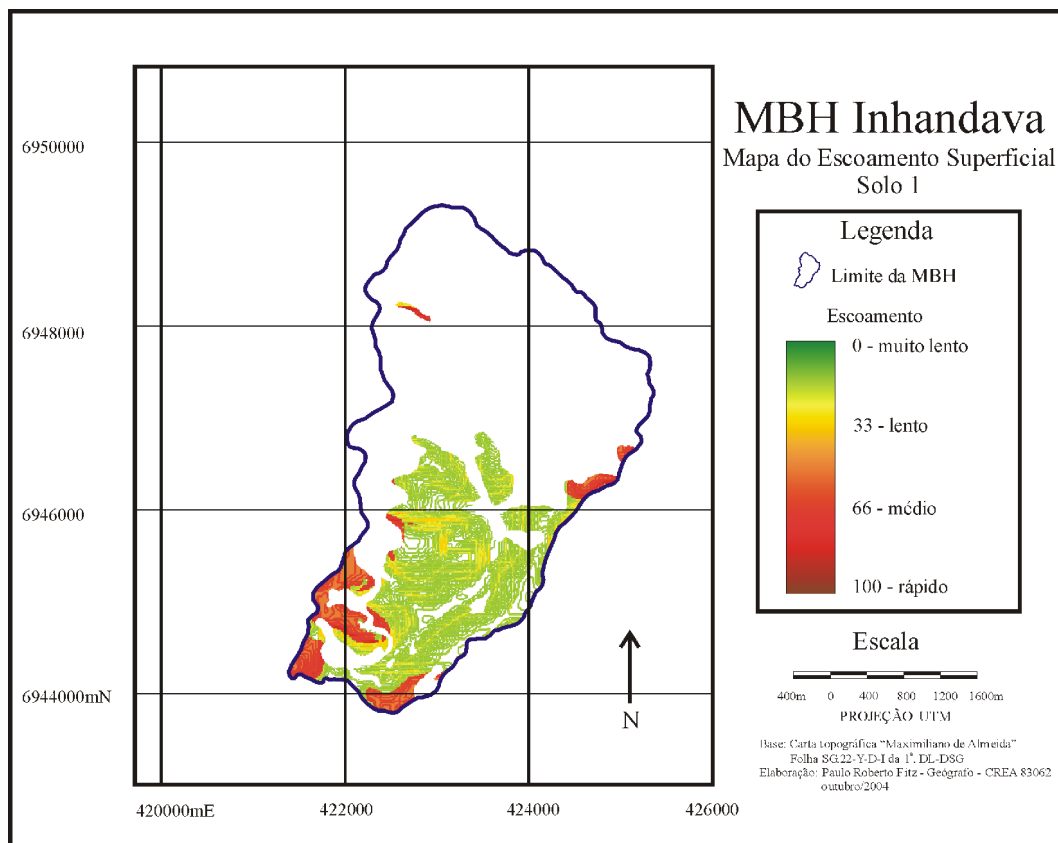 MBH Inhandava
Mapa do Escoamento Superficial
Solo 1
Legenda
Limite da MBH
Escoamento
0 - muito lento
33 - lento
66 - médio
100 - rápido
Escala
400m 0 400 800 1200 1600m
PROJEÇÃO UTM
Base: Carta topográfica “Maximiliano de Almeida”
Folha SG.22-Y-D-I da 1ª. DL-DSG
Elaboração: Paulo Roberto Fitz - Geógrafo - CREA 83062
outubro/2004
6950000
6948000
6946000
6944000mN
420000mE 422000 424000 426000
N